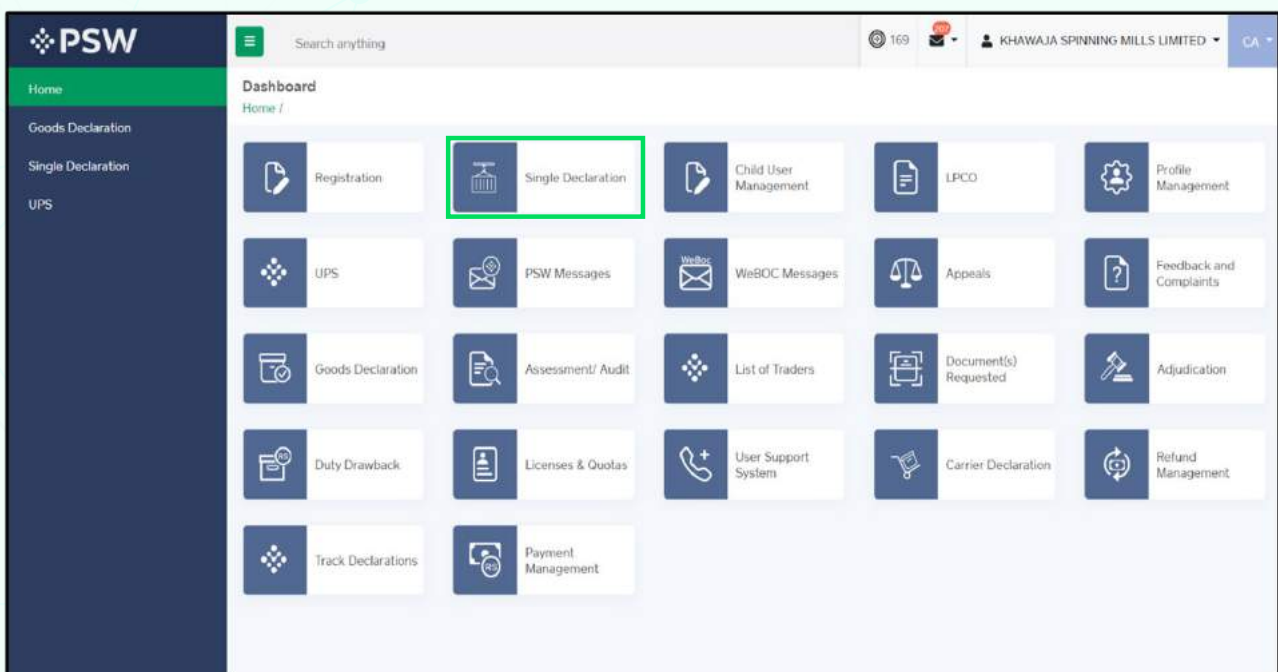 PSW
Search anything
169
KHAWAJA SPINNING MILLS LIMITED
CA
Home
Goods Declaration
Single Declaration
UPS
Dashboard
Home /
Registration
Single Declaration
Child User
Management
LPCO
Profile
Management
UPS
PSW Messages
WeBOC
WeBOC Messages
Appeals
Feedback and
Complaints
Goods Declaration
Assessment/ Audit
List of Traders
Document(s)
Requested
Adjudication
RS
Duty Drawback
Licenses & Quotas
User Support
System
Carrier Declaration
Refund
Management
Track Declarations
RS
Payment
Management